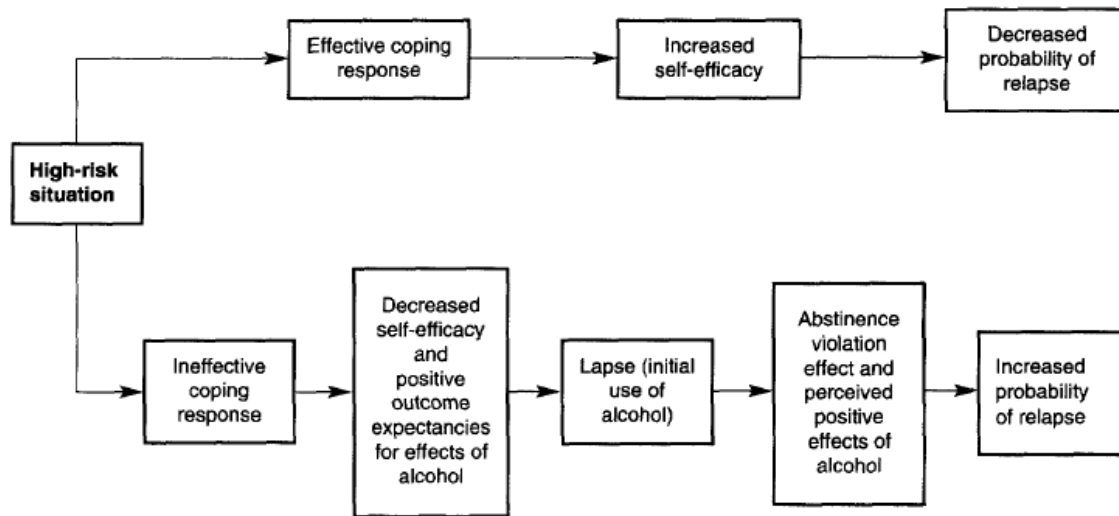 Effective coping
response
Increased
self-efficacy
Decreased
probability of
relapse
High-risk
situation
Ineffective
coping
response
Decreased
self-efficacy
and
positive
outcome
expectancies
for effects of
alcohol
Lapse (initial
use of
alcohol)
Abstinence
violation
effect and
perceived
positive
effects of
alcohol
Increased
probability
of relapse